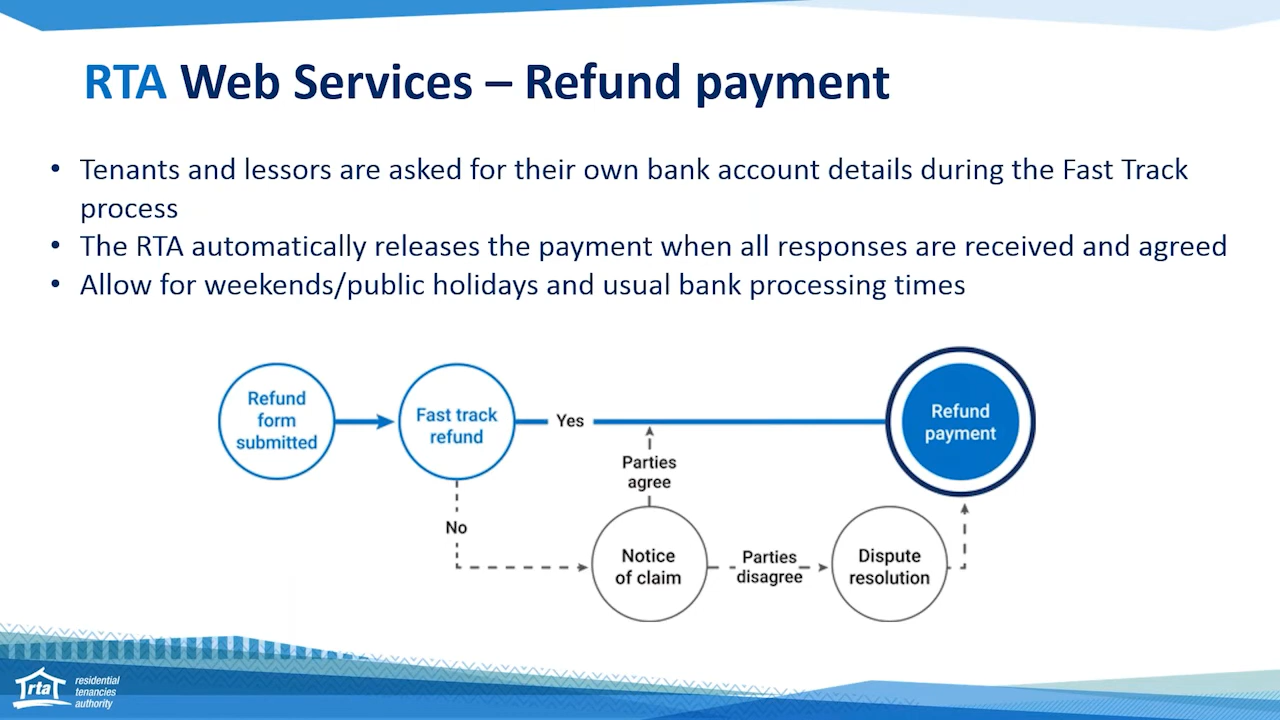 RTA Web Services – Refund payment
• Tenants and lessors are asked for their own bank account details during the Fast Track
process
• The RTA automatically releases the payment when all responses are received and agreed
• Allow for weekends/public holidays and usual bank processing times
Refund
form
submitted
Fast track
refund
Yes
Refund
payment
Parties
agree
No
Notice
of claim
Parties
disagree
Dispute
resolution
rta
residential
tenancies
authority